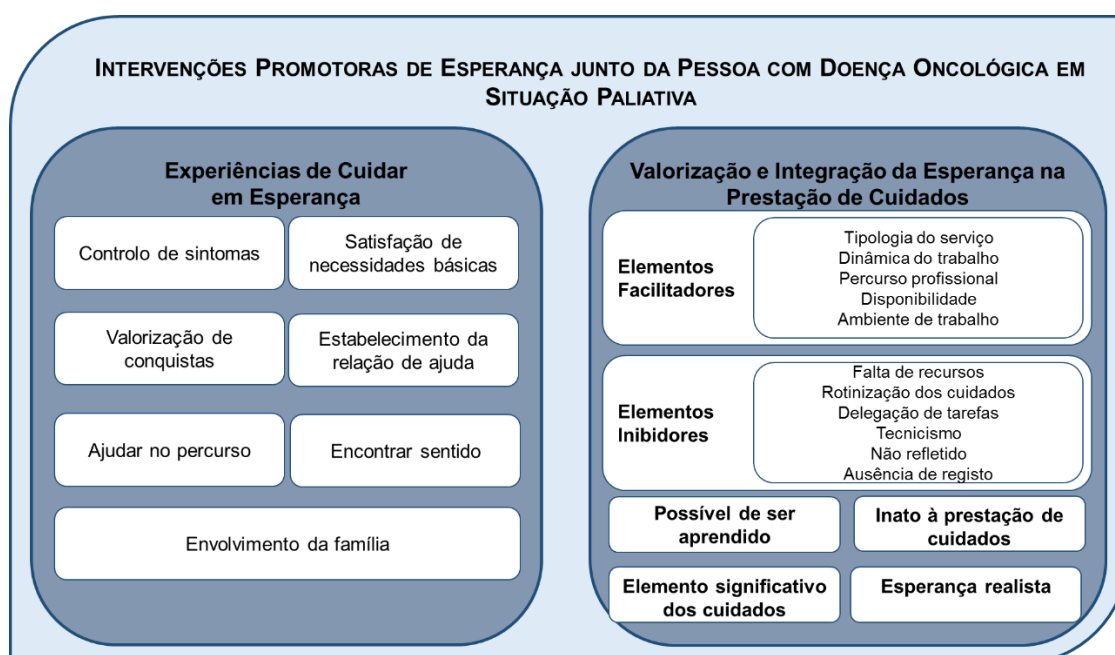 INTERVENÇÕES PROMOTORAS DE ESPERANÇA JUNTO DA PESSOA COM DOENÇA ONCOLÓGICA EM
SITUAÇÃO PALIATIVA
Experiências de Cuidar
em Esperança
Controlo de sintomas
Satisfação de
necessidades básicas
Valorização de
conquistas
Estabelecimento da
relação de ajuda
Ajudar no percurso
Encontrar sentido
Envolvimento da família
Valorização e Integração da Esperança na
Prestação de Cuidados
Elementos
Facilitadores
Tipologia do serviço
Dinâmica do trabalho
Percurso profissional
Disponibilidade
Ambiente de trabalho
Elementos
Inibidores
Falta de recursos
Rotinização dos cuidados
Delegação de tarefas
Tecnicismo
Não refletido
Ausência de registo
Possível de ser
aprendido
Inato à prestação de
cuidados
Elemento significativo
dos cuidados
Esperança realista